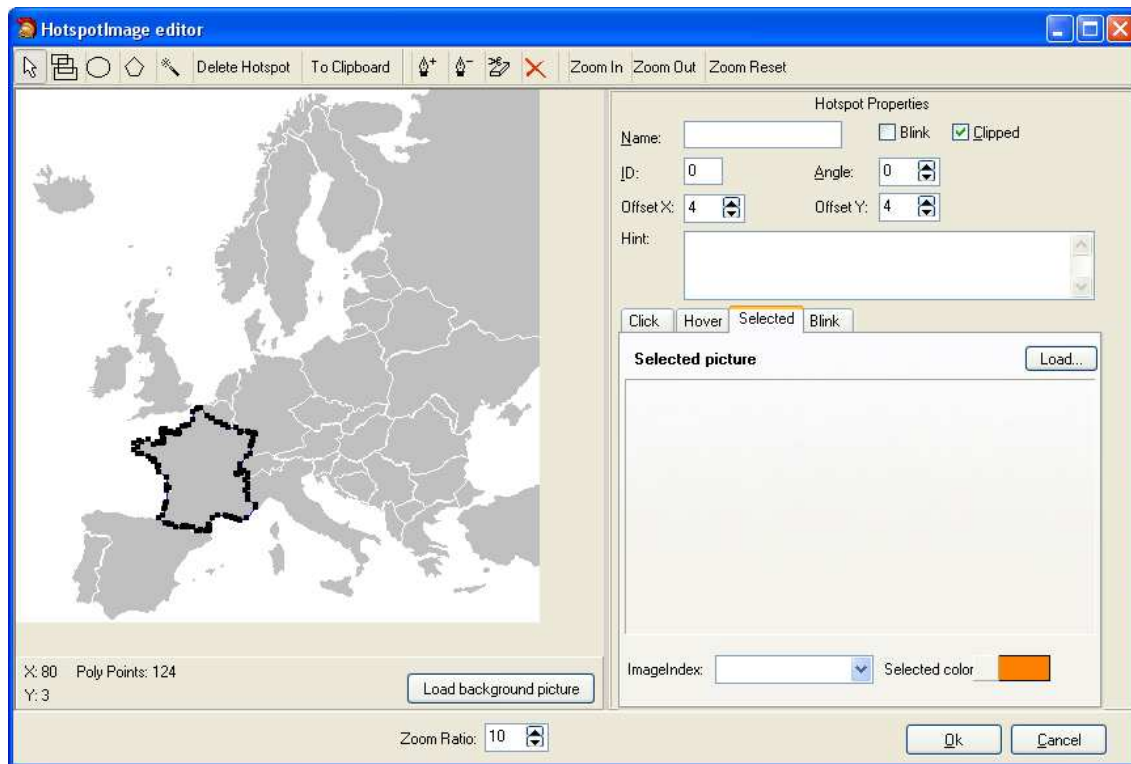 HotspotImage editor
Delete Hotspot To Clipboard Zoom In Zoom Out Zoom Reset
Hotspot Properties
Name: Blink Clipped
ID: 0 Angle: 0
Offset X: 4 Offset Y: 4
Hint:
Click Hover Selected Blink
Selected picture Load...
ImageIndex: Selected color
X: 80 Poly Points: 124
Y: 3
Load background picture
Zoom Ratio: 10 Ok Cancel